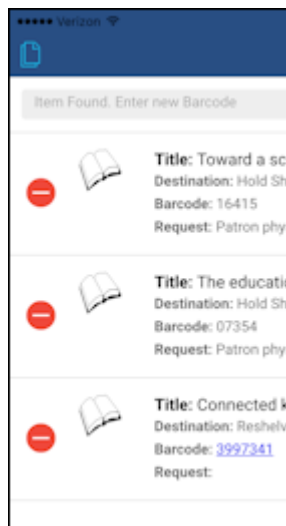 Verizon
Item Found. Enter new Barcode
Title: Toward a sc
Destination: Hold Sh
Barcode: 16415
Request: Patron phy
Title: The educati
Destination: Hold Sh
Barcode: 07354
Request: Patron phy
Title: Connected k
Destination: Reshelv
Barcode: 3997341
Request: